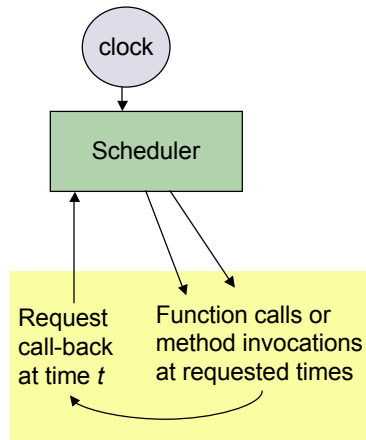 clock
Scheduler
Request
call-back
at time t
Function calls or
method invocations
at requested times